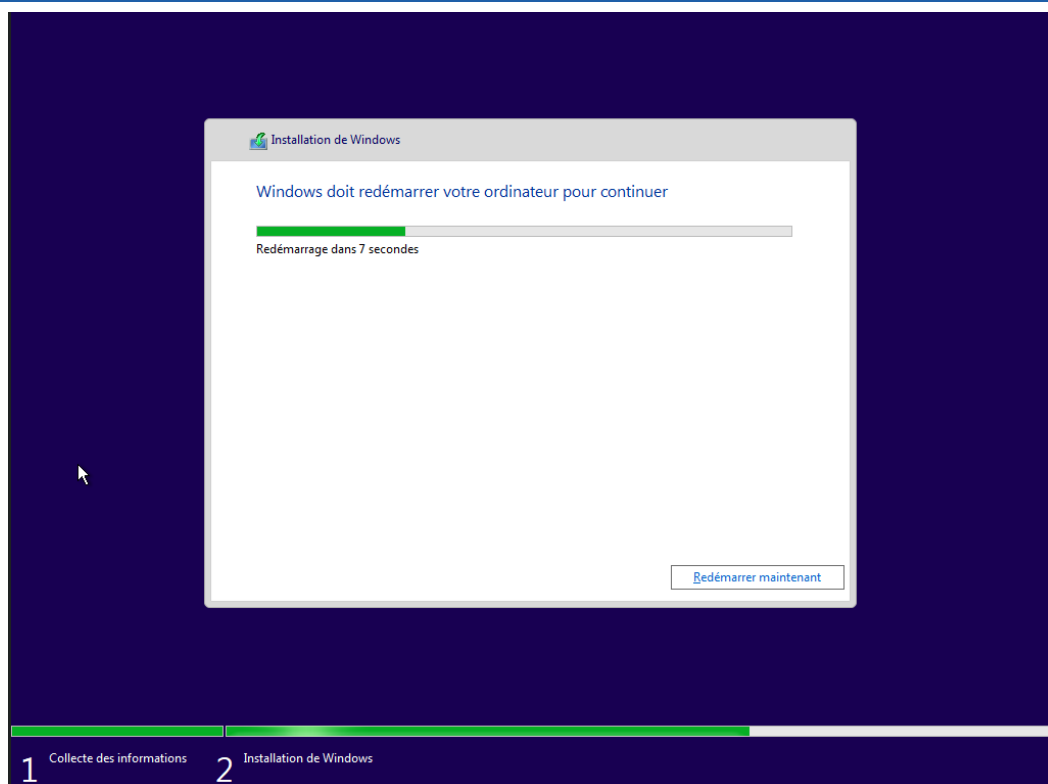 Installation de Windows
Windows doit redémarrer votre ordinateur pour continuer
Redémarrage dans 7 secondes
Redémarrer maintenant
1 Collecte des informations 2 Installation de Windows